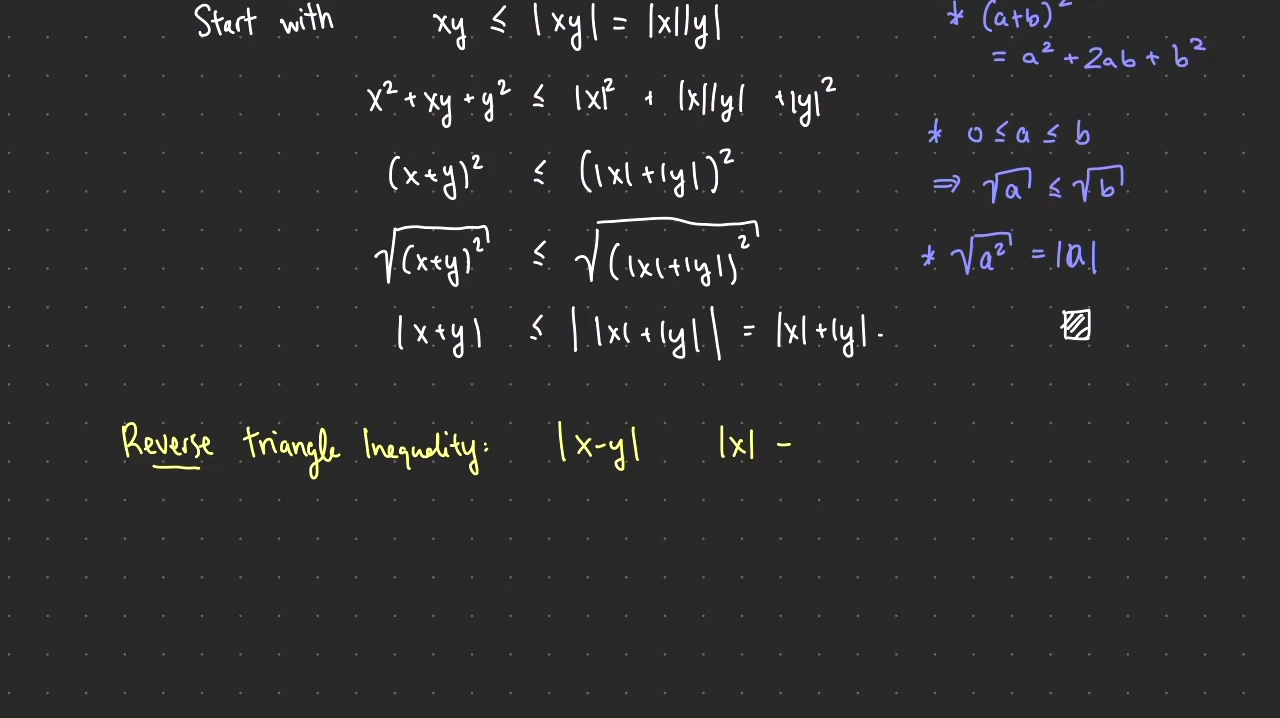 Start with xy ≤ |xy| = |x||y|
x² + xy + y² ≤ |x|² + |x||y| + |y|²
(x+y)² ≤ (|x|+|y|)²
√(x+y)² ≤ √(|x|+|y|)²
|x+y| ≤ ||x|+|y|| = |x|+|y|.
* (a+b)²
= a² + 2ab + b²
* 0 ≤ a ≤ b
⇒ √a ≤ √b
* √a² = |a|
Reverse Triangle Inequality: |x-y| |x| -